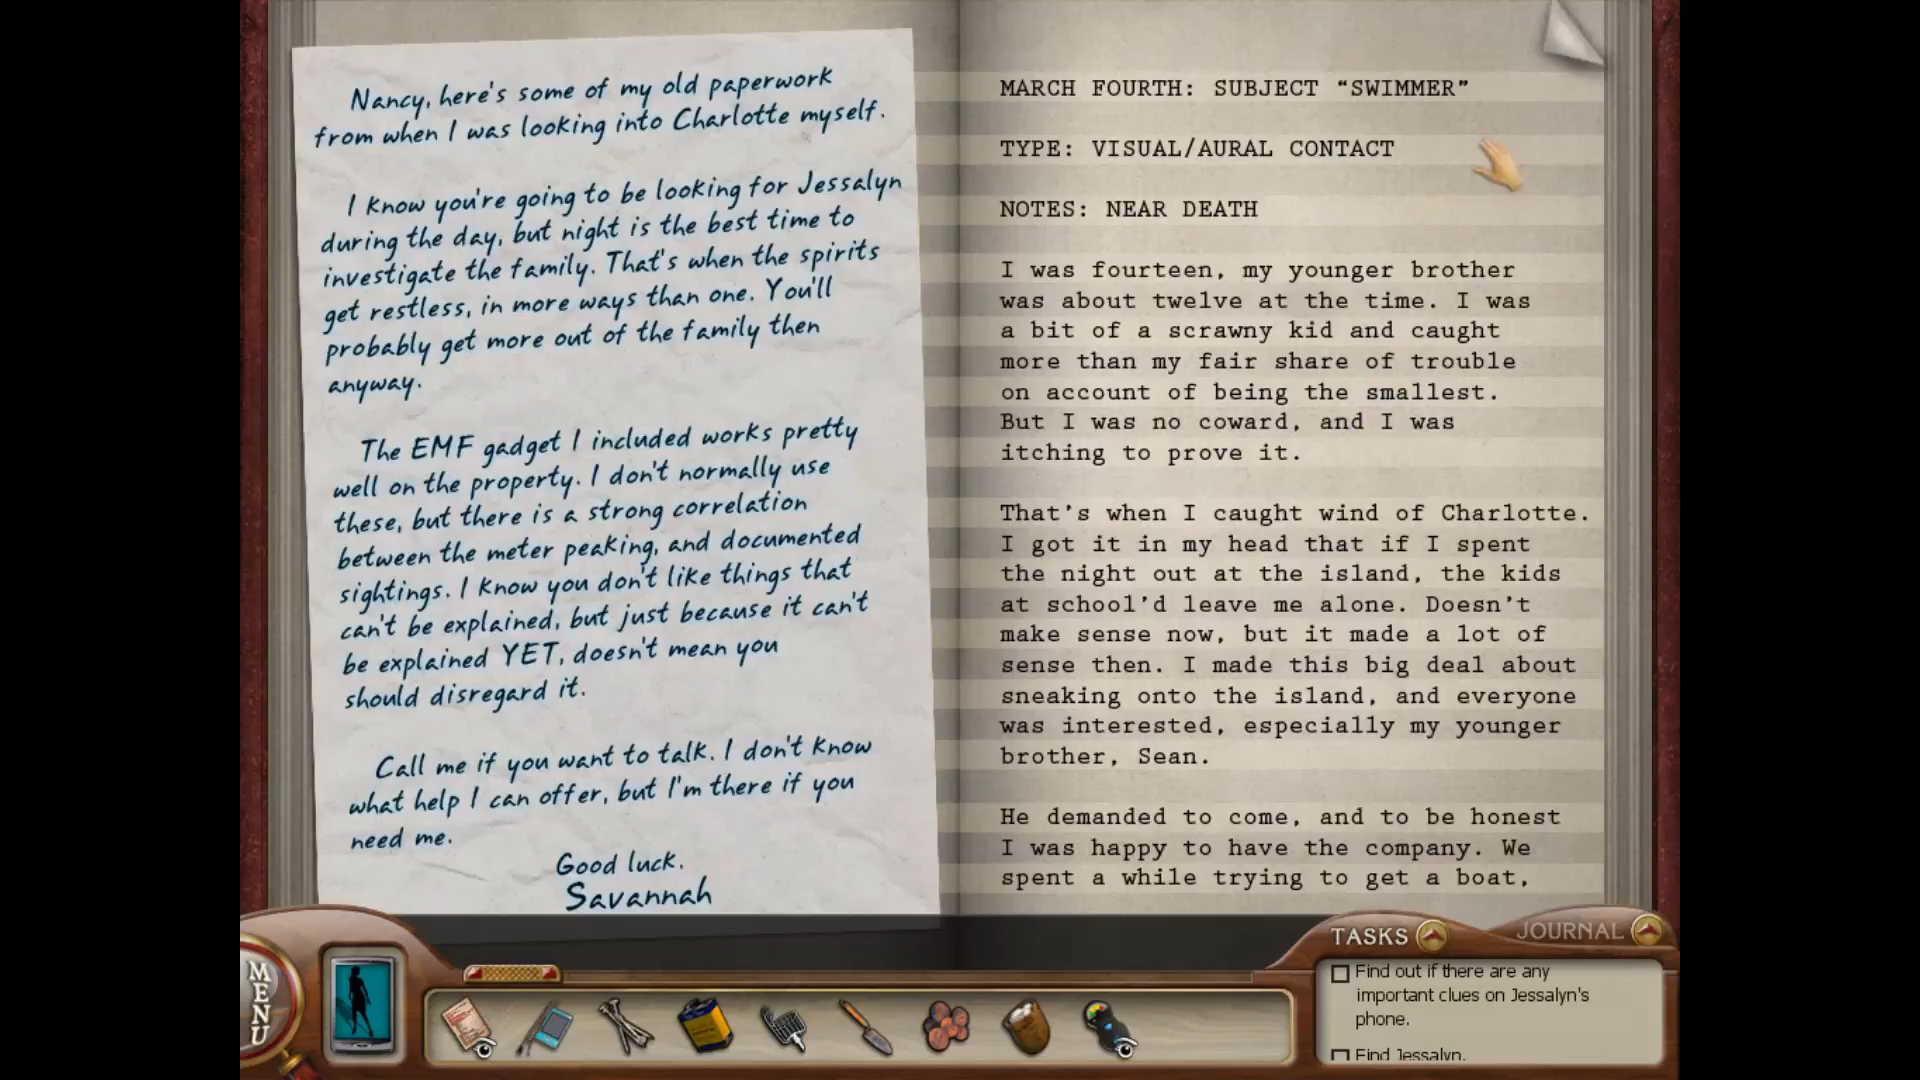 Nancy, here's some of my old paperwork
from when I was looking into Charlotte myself.
I know you're going to be looking for Jessalyn
during the day, but night is the best time to
investigate the family. That's when the spirits
get restless, in more ways than one. You'll
probably get more out of the family then
anyway.
The EMF gadget I included works pretty
well on the property. I don't normally use
these, but there is a strong correlation
between the meter peaking, and documented
sightings. I know you don't like things that
can't be explained, but just because it can't
be explained YET, doesn't mean you
should disregard it.
Call me if you want to talk. I don't know
what help I can offer, but I'm there if you
need me.
Good luck.
Savannah
MARCH FOURTH: SUBJECT “SWIMMER”
TYPE: VISUAL/AURAL CONTACT
NOTES: NEAR DEATH
I was fourteen, my younger brother
was about twelve at the time. I was
a bit of a scrawny kid and caught
more than my fair share of trouble
on account of being the smallest.
But I was no coward, and I was
itching to prove it.
That’s when I caught wind of Charlotte.
I got it in my head that if I spent
the night out at the island, the kids
at school’d leave me alone. Doesn’t
make sense now, but it made a lot of
sense then. I made this big deal about
sneaking onto the island, and everyone
was interested, especially my younger
brother, Sean.
He demanded to come, and to be honest
I was happy to have the company. We
spent a while trying to get a boat,
MENU
TASKS
JOURNAL
Find out if there are any
important clues on Jessalyn's
phone.
Find Jessalyn.